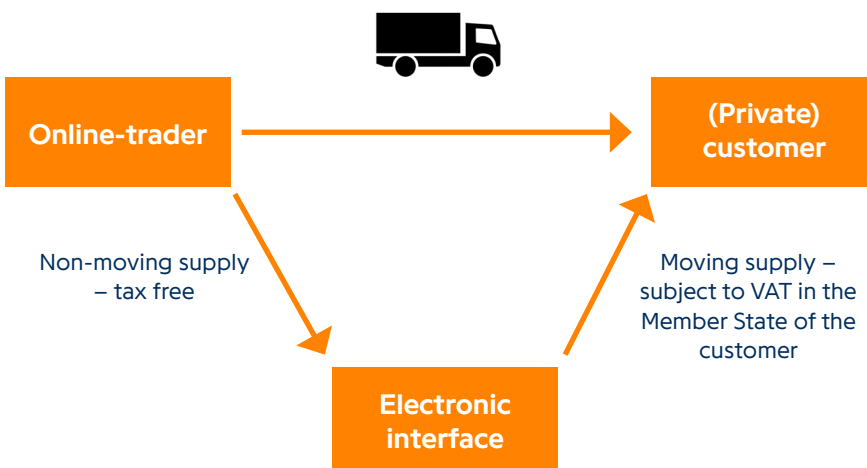 Online-trader
(Private)
customer
Non-moving supply
– tax free
Moving supply –
subject to VAT in the
Member State of the
customer
Electronic
interface